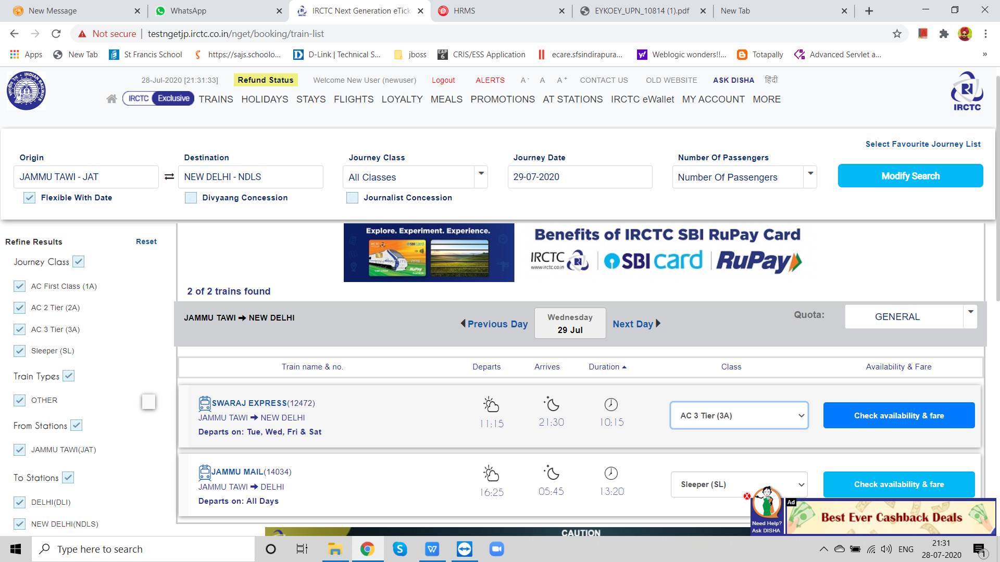 New Message
WhatsApp
IRCTC Next Generation eTick
HRMS
EYKOEY_UPN_10814 (1).pdf
New Tab
Not secure
testngetjp.irctc.co.in/nget/booking/train-list
Apps
New Tab
St Francis School
https://sajs.schoolo...
D-Link | Technical S...
jboss
CRIS/ESS Application
ecare.sfsindirapura...
Weblogic wonders!!...
Totapally
Advanced Servlet a...
28-Jul-2020 [21:31:33]
Refund Status
Welcome New User (newuser)
Logout
ALERTS
A -
A
A +
CONTACT US
OLD WEBSITE
ASK DISHA
हिंदी
IRCTC Exclusive
TRAINS
HOLIDAYS
STAYS
FLIGHTS
LOYALTY
MEALS
PROMOTIONS
AT STATIONS
IRCTC eWallet
MY ACCOUNT
MORE
IRCTC
Select Favourite Journey List
Origin
Destination
Journey Class
Journey Date
Number Of Passengers
JAMMU TAWI - JAT
NEW DELHI - NDLS
All Classes
29-07-2020
Number Of Passengers
Modify Search
Flexible With Date
Divyaang Concession
Journalist Concession
Refine Results
Reset
Journey Class
AC First Class (1A)
AC 2 Tier (2A)
AC 3 Tier (3A)
Sleeper (SL)
Train Types
OTHER
From Stations
JAMMU TAWI(JAT)
To Stations
DELHI(DLI)
NEW DELHI(NDLS)
Explore. Experiment. Experience.
Benefits of IRCTC SBI RuPay Card
IRCTC
www.irctc.co.in
SBI card
RuPay
2 of 2 trains found
JAMMU TAWI ➞ NEW DELHI
Previous Day
Wednesday
29 Jul
Next Day
Quota:
GENERAL
Train name & no.
Departs
Arrives
Duration
Class
Availability & Fare
SWARAJ EXPRESS(12472)
JAMMU TAWI ➞ NEW DELHI
Departs on: Tue, Wed, Fri & Sat
11:15
21:30
10:15
AC 3 Tier (3A)
Check availability & fare
JAMMU MAIL(14034)
JAMMU TAWI ➞ DELHI
Departs on: All Days
16:25
05:45
13:20
Sleeper (SL)
Check availability & fare
Need Help?
Ask DISHA
Ad
Best Ever Cashback Deals
CAUTION
Type here to search
ENG
21:31
28-07-2020
1